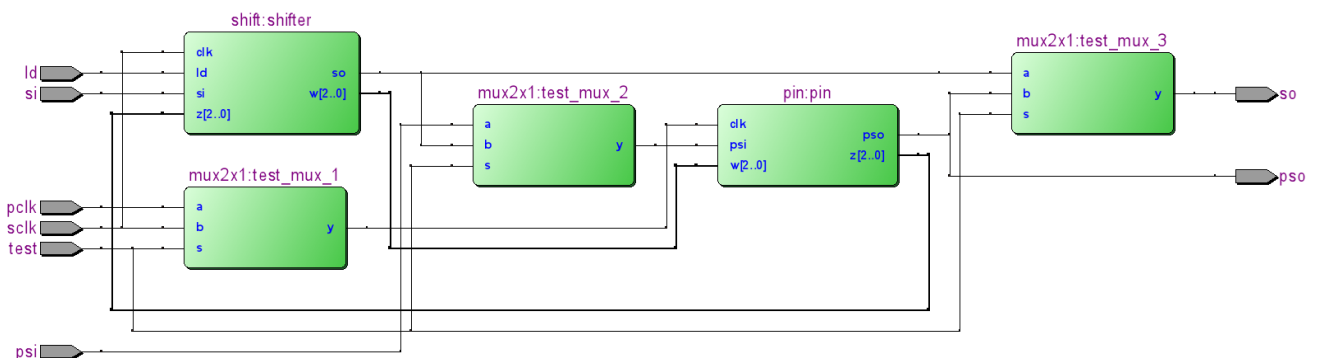 shift:shifter
clk
ld
si
z[2..0]
so
w[2..0]
ld
si
mux2x1:test_mux_1
a
b
s
y
pclk
sclk
test
psi
mux2x1:test_mux_2
a
b
s
y
pin:pin
clk
psi
w[2..0]
pso
z[2..0]
mux2x1:test_mux_3
a
b
s
y
so
pso